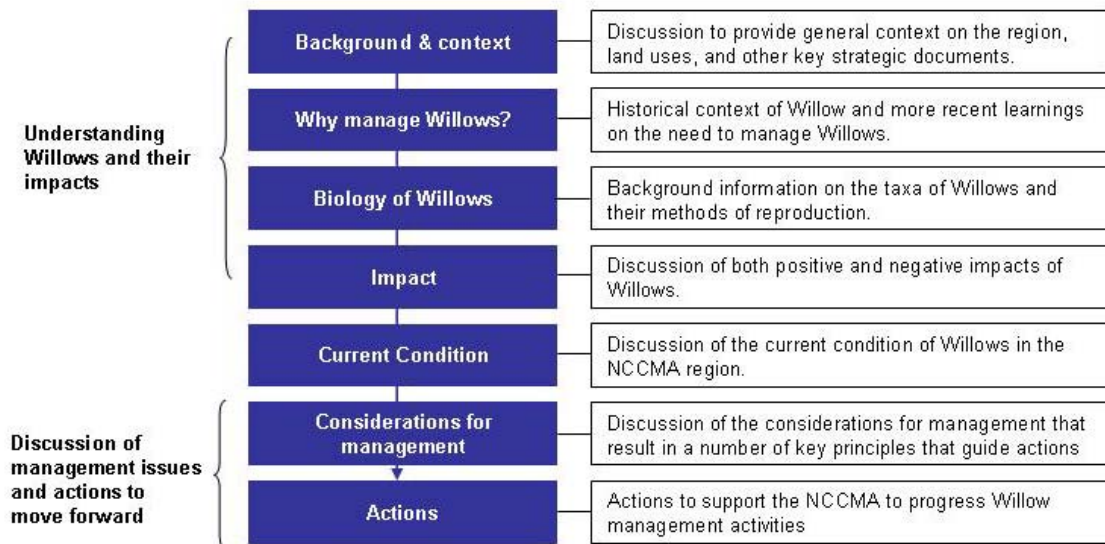 Background & context
Discussion to provide general context on the region,
land uses, and other key strategic documents.
Understanding
Willows and their
impacts
Why manage Willows?
Historical context of Willow and more recent learnings
on the need to manage Willows.
Biology of Willows
Background information on the taxa of Willows and
their methods of reproduction.
Impact
Discussion of both positive and negative impacts of
Willows.
Current Condition
Discussion of the current condition of Willows in the
NCCMA region.
Discussion of
management issues
and actions to
move forward
Considerations for
management
Discussion of the considerations for management that
result in a number of key principles that guide actions
Actions
Actions to support the NCCMA to progress Willow
management activities